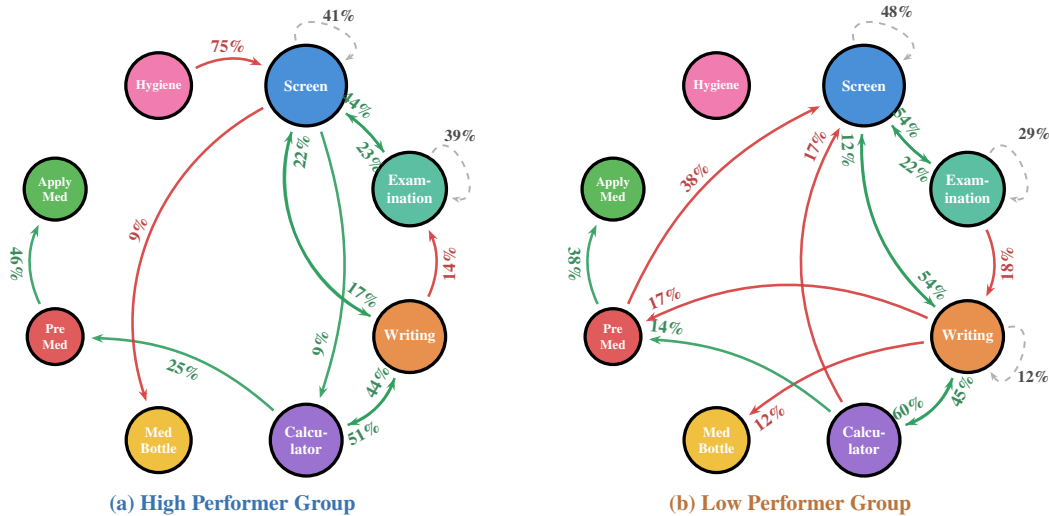 41%
75%
Hygiene
Screen
44%
23%
39%
22%
Exam-
ination
Apply
Med
9%
46%
14%
17%
Pre
Med
Writing
9%
25%
44%
51%
Med
Bottle
Calcu-
lator
(a) High Performer Group
48%
Hygiene
Screen
54%
22%
29%
17%
12%
Exam-
ination
Apply
Med
38%
38%
18%
54%
17%
Pre
Med
14%
Writing
12%
45%
60%
12%
Med
Bottle
Calcu-
lator
(b) Low Performer Group